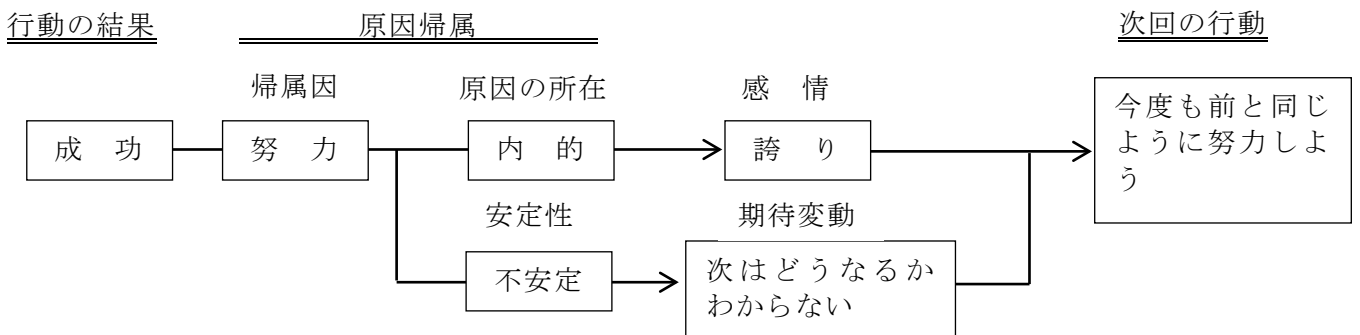 行動の結果 原因帰属 次回の行動
帰属因 原因の所在 感 情
成 功 努 力 内 的 誇 り
今度も前と同じ
ように努力しよ
う
安定性 期待変動
不安定
次はどうなるか
わからない